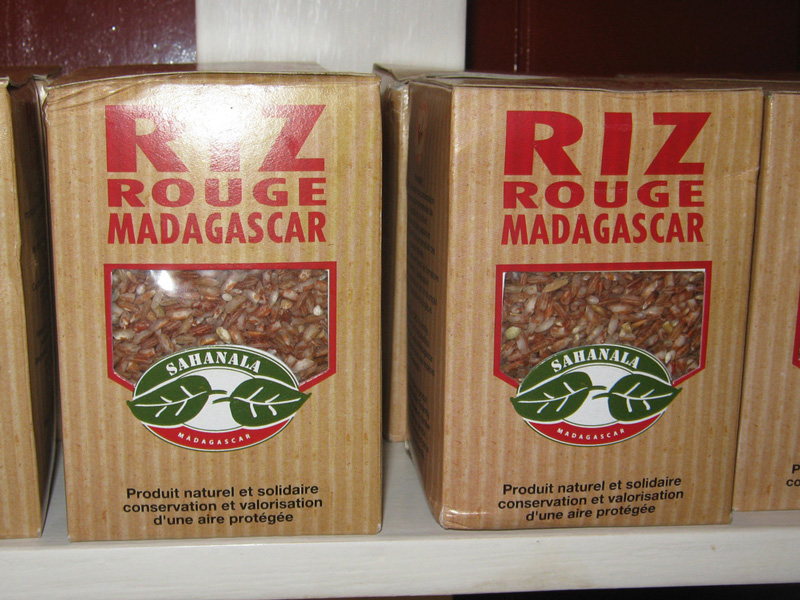 RIZ
ROUGE
MADAGASCAR
SAHANALA
MADAGASCAR
Produit naturel et solidaire
conservation et valorisation
d'une aire protégée
RIZ
ROUGE
MADAGASCAR
SAHANALA
MADAGASCAR
Produit naturel et solidaire
conservation et valorisation
d'une aire protégée